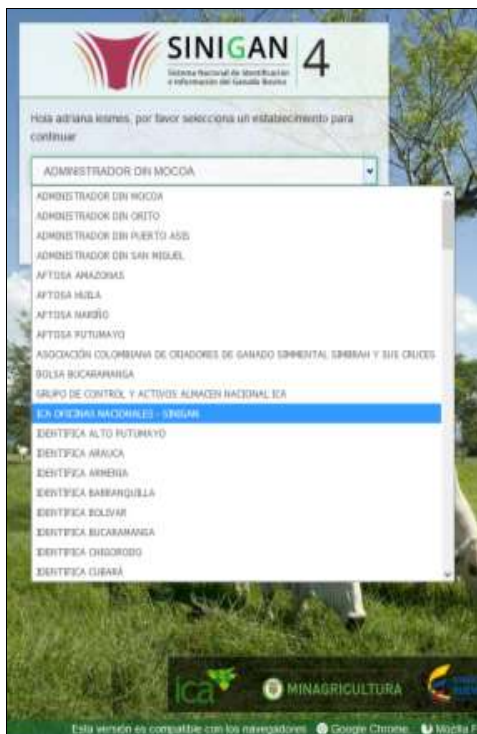 SINIGAN 4
Sistema Nacional de Identificación
e Información del Ganado Bovino
Hola adriana lesmes, por favor selecciona un establecimiento para
continuar
ADMINISTRADOR DIN MOCOA
ADMINISTRADOR DIN MOCOA
ADMINISTRADOR DIN ORITO
ADMINISTRADOR DIN PUERTO ASIS
ADMINISTRADOR DIN SAN MIGUEL
AFTOSA AMAZONAS
AFTOSA HUILA
AFTOSA NARIÑO
AFTOSA PUTUMAYO
ASOCIACIÓN COLOMBIANA DE CRIADORES DE GANADO SIMMENTAL SIMBRAH Y SUS CRUCES
BOLSA BUCARAMANGA
GRUPO DE CONTROL Y ACTIVOS ALMACEN NACIONAL ICA
ICA OFICINAS NACIONALES - SINIGAN
IDENTIFICA ALTO PUTUMAYO
IDENTIFICA ARAUCA
IDENTIFICA ARMENIA
IDENTIFICA BARRANQUILLA
IDENTIFICA BOLIVAR
IDENTIFICA BUCARAMANGA
IDENTIFICA CHIGORODO
IDENTIFICA CUBARÁ
ica MINAGRICULTURA
Esta versión es compatible con los navegadores Google Chrome Mozilla F